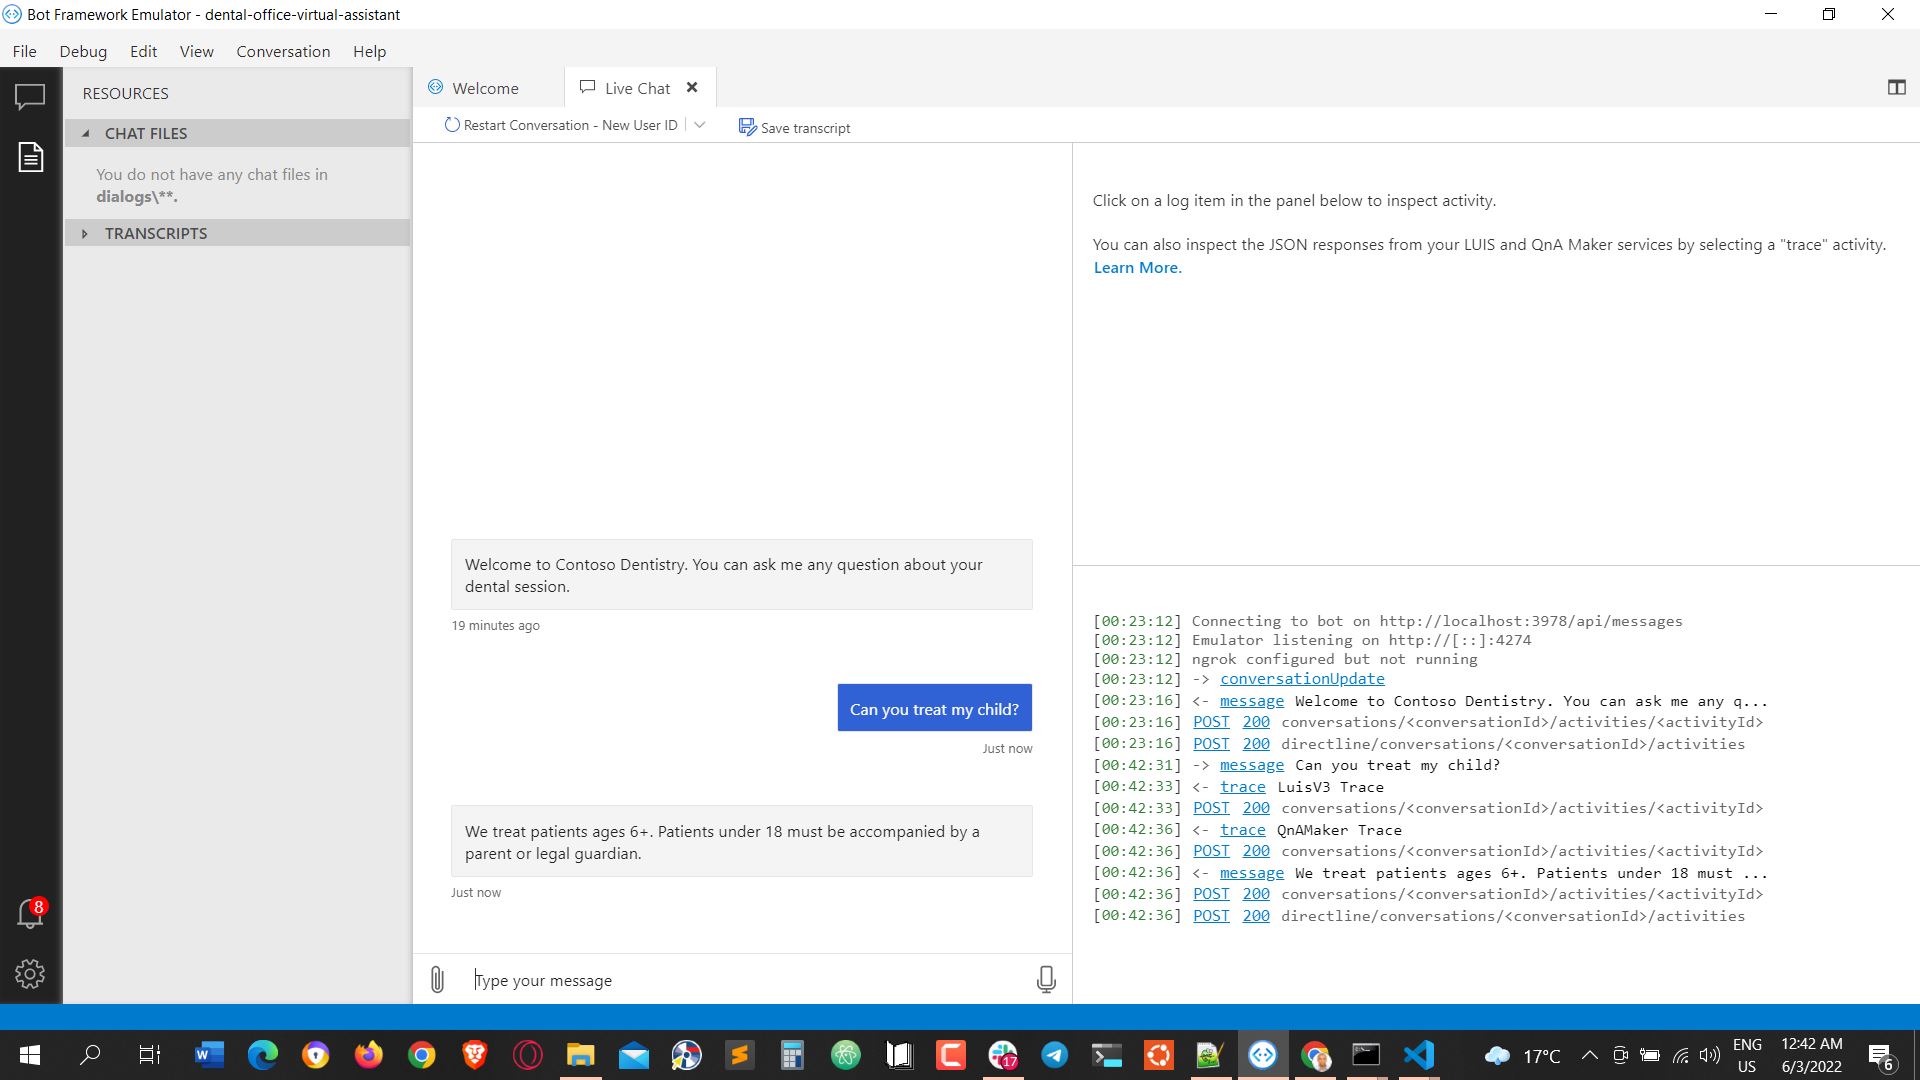 Bot Framework Emulator - dental-office-virtual-assistant
File Debug Edit View Conversation Help
RESOURCES
CHAT FILES
You do not have any chat files in
dialogs\**.
TRANSCRIPTS
8
Welcome
Live Chat
Restart Conversation - New User ID
Save transcript
Welcome to Contoso Dentistry. You can ask me any question about your
dental session.
19 minutes ago
Can you treat my child?
Just now
We treat patients ages 6+. Patients under 18 must be accompanied by a
parent or legal guardian.
Just now
Type your message
Click on a log item in the panel below to inspect activity.
You can also inspect the JSON responses from your LUIS and QnA Maker services by selecting a "trace" activity.
Learn More.
[00:23:12] Connecting to bot on http://localhost:3978/api/messages
[00:23:12] Emulator listening on http://[::]:4274
[00:23:12] ngrok configured but not running
[00:23:12] -> conversationUpdate
[00:23:16] <- message Welcome to Contoso Dentistry. You can ask me any q...
[00:23:16] POST 200 conversations/<conversationId>/activities/<activityId>
[00:23:16] POST 200 directline/conversations/<conversationId>/activities
[00:42:31] -> message Can you treat my child?
[00:42:33] <- trace LuisV3 Trace
[00:42:33] POST 200 conversations/<conversationId>/activities/<activityId>
[00:42:36] <- trace QnAMaker Trace
[00:42:36] POST 200 conversations/<conversationId>/activities/<activityId>
[00:42:36] <- message We treat patients ages 6+. Patients under 18 must ...
[00:42:36] POST 200 conversations/<conversationId>/activities/<activityId>
[00:42:36] POST 200 directline/conversations/<conversationId>/activities
17
17°C
ENG
US
12:42 AM
6/3/2022
6